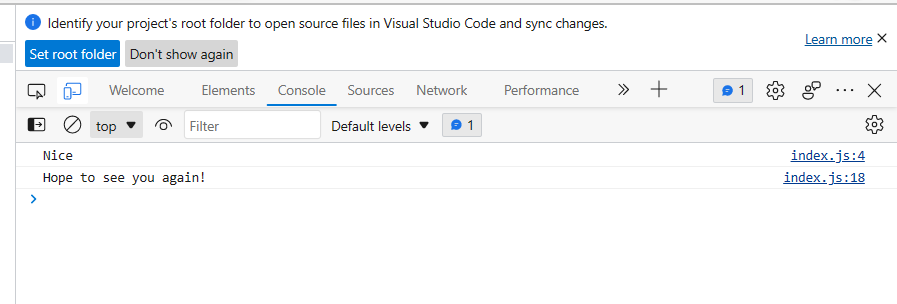 Identify your project's root folder to open source files in Visual Studio Code and sync changes.
Learn more
Set root folder Don't show again
Welcome Elements Console Sources Network Performance 1
top Filter Default levels 1
Nice index.js:4
Hope to see you again! index.js:18